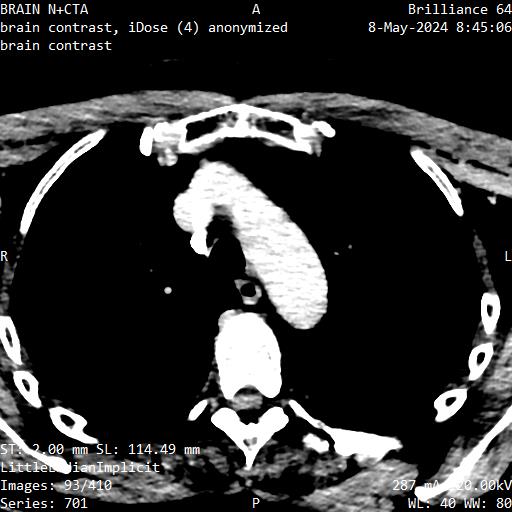 BRAIN N+CTA
A
Brilliance 64
brain contrast, iDose (4) anonymized
8-May-2024 8:45:06
brain contrast
R
L
ST: 2.00 mm SL: 114.49 mm
LittleEndianImplicit
Images: 93/410
Series: 701
P
287 mA
WL: 40 WW: 80